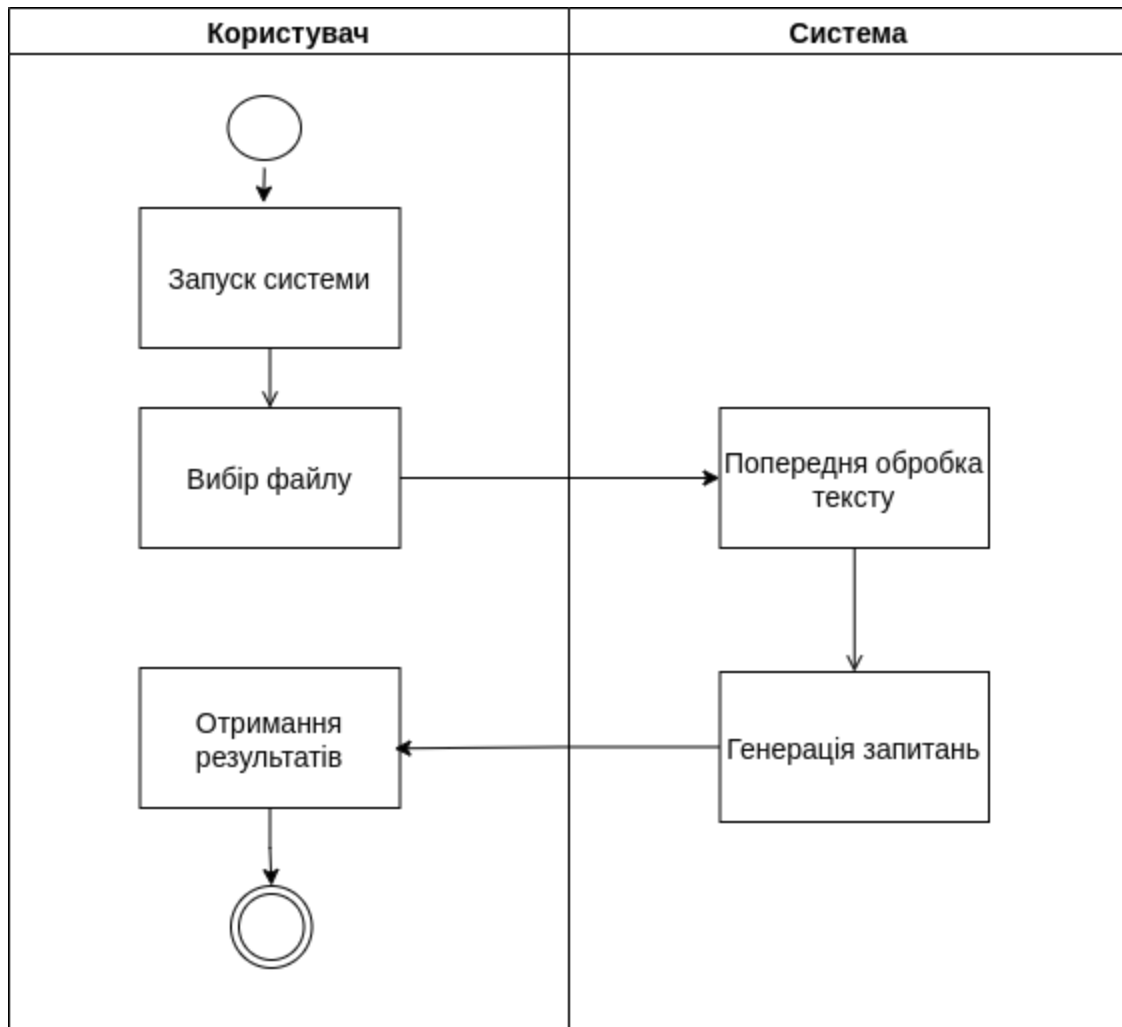 Користувач
Система
Запуск системи
Вибір файлу
Попередня обробка
тексту
Отримання
результатів
Генерація запитань